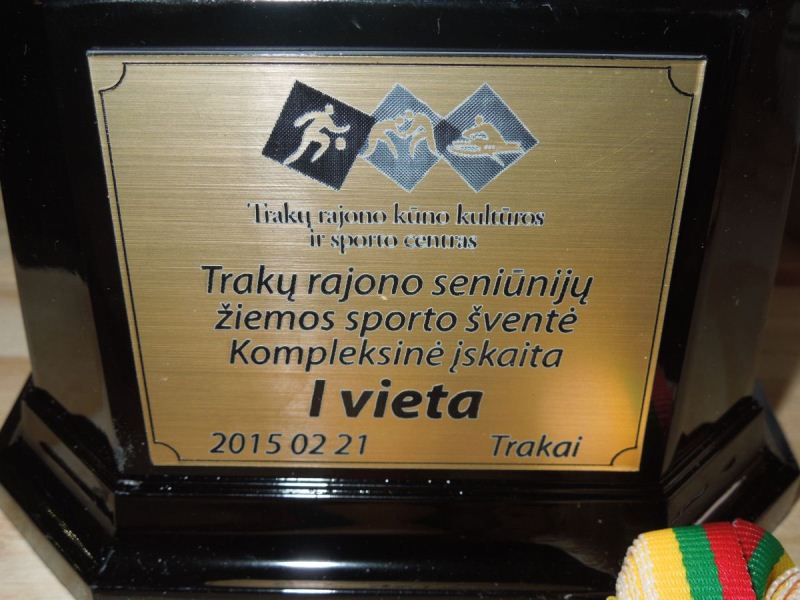 Trakų rajono kūno kultūros
ir sporto centras
Trakų rajono seniūnijų
žiemos sporto šventė
Kompleksinė įskaita
I vieta
2015 02 21 Trakai